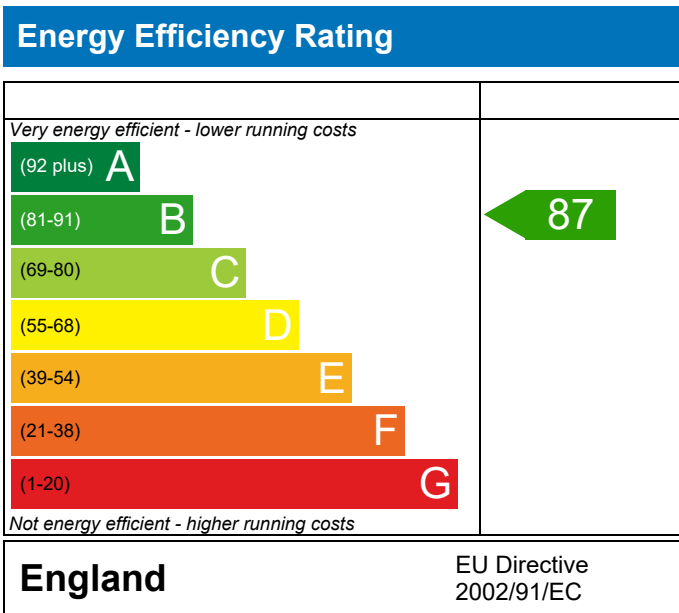 Energy Efficiency Rating
Very energy efficient - lower running costs
(92 plus) A
(81-91) B
87
(69-80) C
(55-68) D
(39-54) E
(21-38) F
(1-20) G
Not energy efficient - higher running costs
England
EU Directive
2002/91/EC